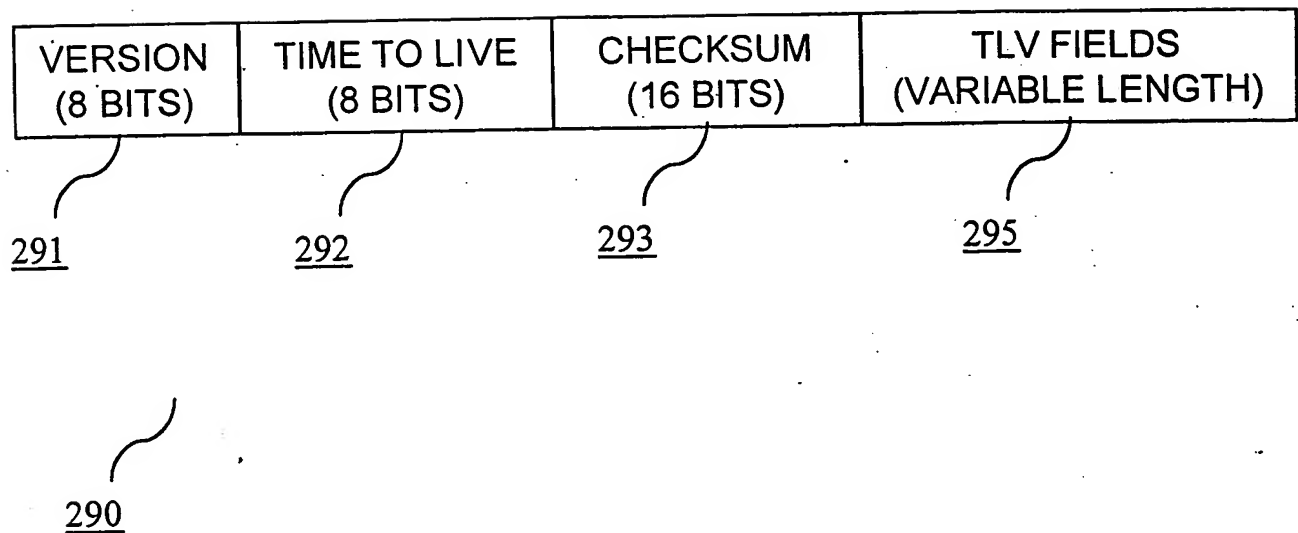 VERSION
(8 BITS)
TIME TO LIVE
(8 BITS)
CHECKSUM
(16 BITS)
TLV FIELDS
(VARIABLE LENGTH)
291
292
293
295
290